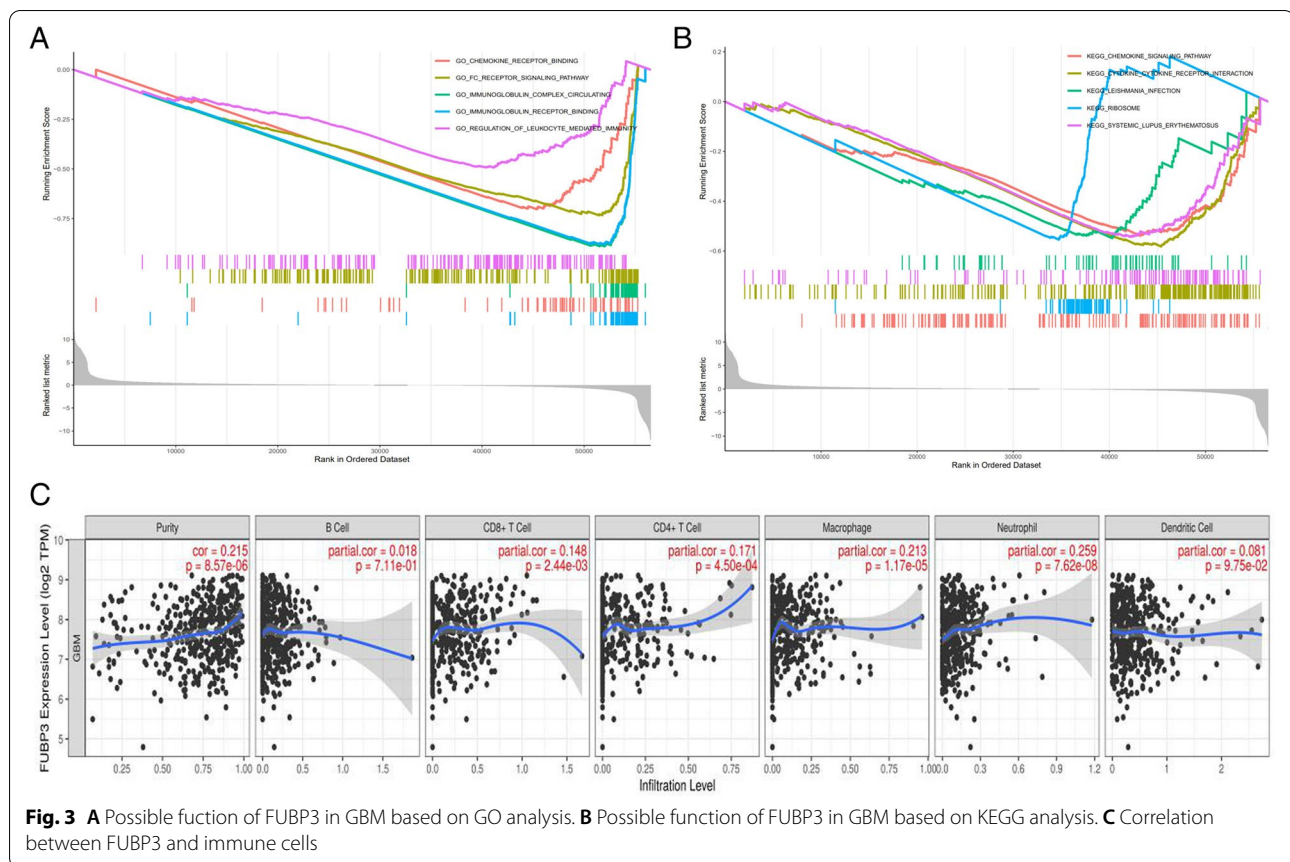 A
Running Enrichment Score
0.00
-0.25
-0.50
-0.75
GO_CHEMOKINE_RECEPTOR_BINDING
GO_FC_RECEPTOR_SIGNALING_PATHWAY
GO_IMMUNOGLOBULIN_COMPLEX_CIRCULATING
GO_IMMUNOGLOBULIN_RECEPTOR_BINDING
GO_REGULATION_OF_LEUKOCYTE_MEDIATED_IMMUNITY
Ranked list metric
10
5
0
-5
-10
10000 20000 30000 40000 50000
Rank in Ordered Dataset
B
Running Enrichment Score
0.2
0.0
-0.2
-0.4
-0.6
KEGG_CHEMOKINE_SIGNALING_PATHWAY
KEGG_CYTOKINE_CYTOKINE_RECEPTOR_INTERACTION
KEGG_LEISHMANIA_INFECTION
KEGG_RIBOSOME
KEGG_SYSTEMIC_LUPUS_ERYTHEMATOSUS
Ranked list metric
10
5
0
-5
-10
10000 20000 30000 40000 50000
Rank in Ordered Dataset
C
Purity B Cell CD8+ T Cell CD4+ T Cell Macrophage Neutrophil Dendritic Cell
cor = 0.215 partial.cor = 0.018 partial.cor = 0.148 partial.cor = 0.171 partial.cor = 0.213 partial.cor = 0.259 partial.cor = 0.081
p = 8.57e-06 p = 7.11e-01 p = 2.44e-03 p = 4.50e-04 p = 1.17e-05 p = 7.62e-08 p = 9.75e-02
FUBP3 Expression Level (log2 TPM)
GBM
10
9
8
7
6
5
0.25 0.50 0.75 1.00 0.0 0.5 1.0 1.5 0.0 0.5 1.0 1.5 0.00 0.25 0.50 0.75 0.00 0.25 0.50 0.75 1.00 0.0 0.3 0.6 0.9 1.2 0 1 2
Infiltration Level
Fig. 3 A Possible fuction of FUBP3 in GBM based on GO analysis. B Possible function of FUBP3 in GBM based on KEGG analysis. C Correlation
between FUBP3 and immune cells